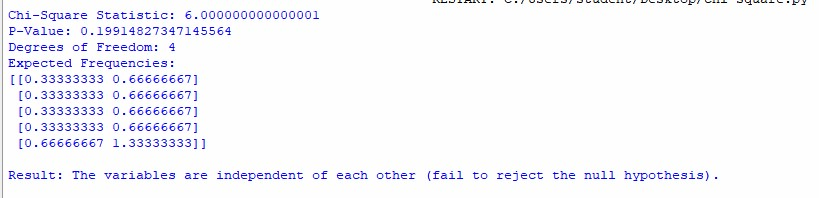 RESTART: C:/Users/Student/Desktop/chi square.py
Chi-Square Statistic: 6.000000000000001
P-Value: 0.19914827347145564
Degrees of Freedom: 4
Expected Frequencies:
[[0.33333333 0.66666667]
[0.33333333 0.66666667]
[0.33333333 0.66666667]
[0.33333333 0.66666667]
[0.66666667 1.33333333]]
Result: The variables are independent of each other (fail to reject the null hypothesis).